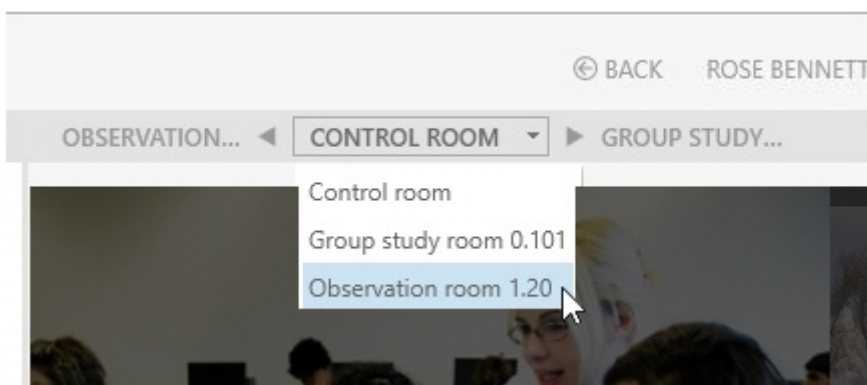 BACK ROSE BENNETT
OBSERVATION... CONTROL ROOM GROUP STUDY...
Control room
Group study room 0.101
Observation room 1.20